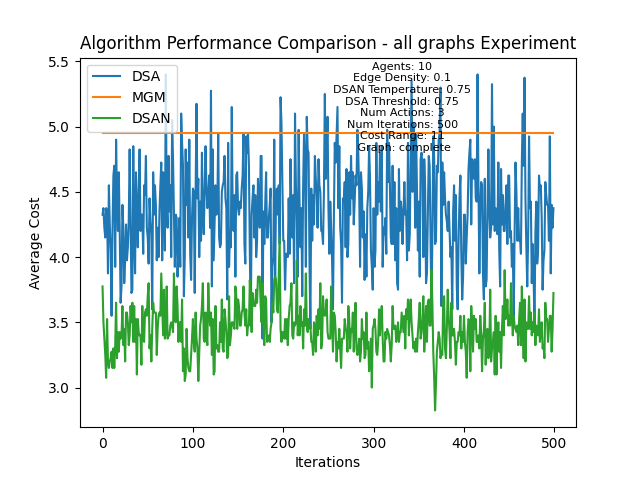 Algorithm Performance Comparison - all graphs Experiment
DSA
MGM
DSAN
Agents: 10
Edge Density: 0.1
DSAN Temperature: 0.75
DSA Threshold: 0.75
Num Actions: 3
Num Iterations: 500
Cost Range: 11
Graph: complete
5.5
5.0
4.5
4.0
3.5
3.0
Average Cost
0
100
200
300
400
500
Iterations